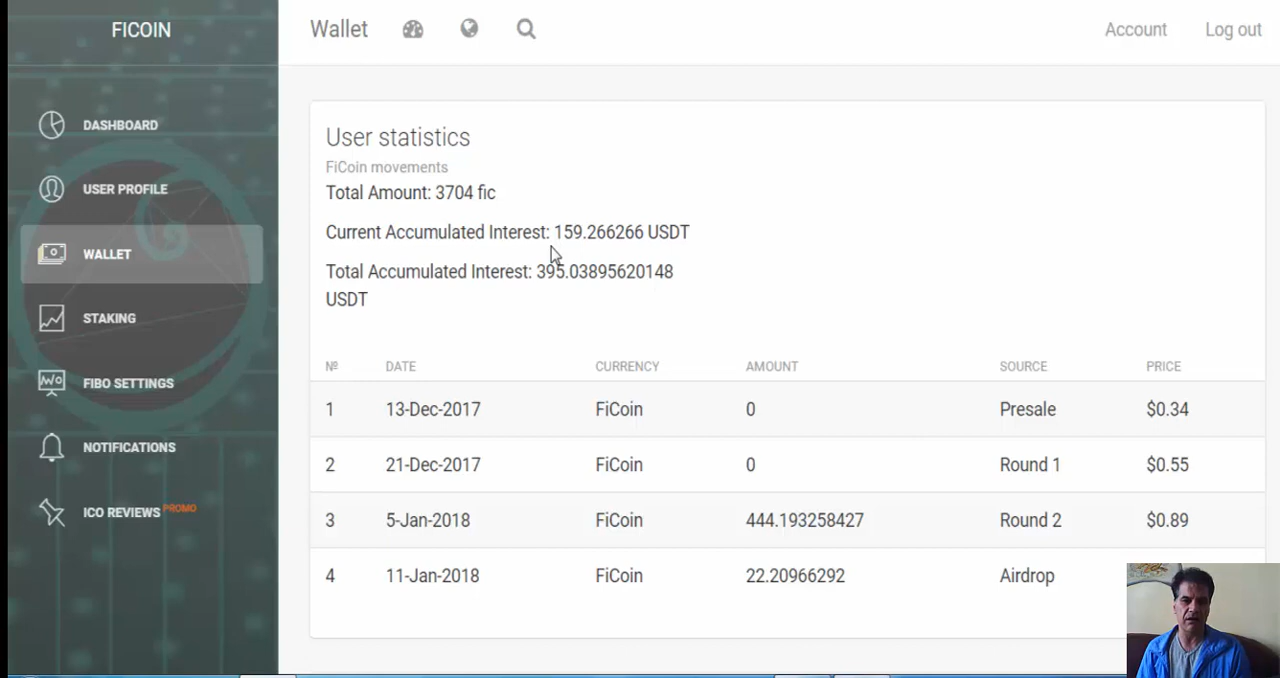 FICOIN
Wallet
Account
Log out
DASHBOARD
USER PROFILE
WALLET
STAKING
FIBO SETTINGS
NOTIFICATIONS
ICO REVIEWS PROMO
User statistics
FiCoin movements
Total Amount: 3704 fic
Current Accumulated Interest: 159.266266 USDT
Total Accumulated Interest: 395.03895620148
USDT
№ DATE CURRENCY AMOUNT SOURCE PRICE
1 13-Dec-2017 FiCoin 0 Presale $0.34
2 21-Dec-2017 FiCoin 0 Round 1 $0.55
3 5-Jan-2018 FiCoin 444.193258427 Round 2 $0.89
4 11-Jan-2018 FiCoin 22.20966292 Airdrop